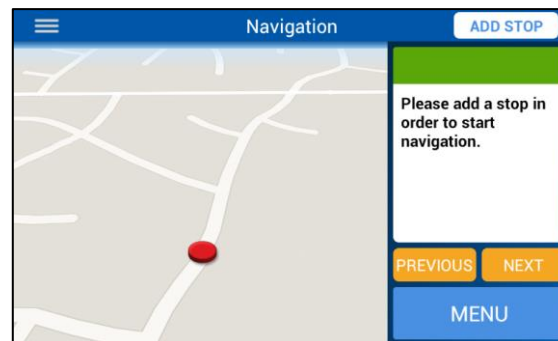 Navigation
ADD STOP
Please add a stop in
order to start
navigation.
PREVIOUS
NEXT
MENU